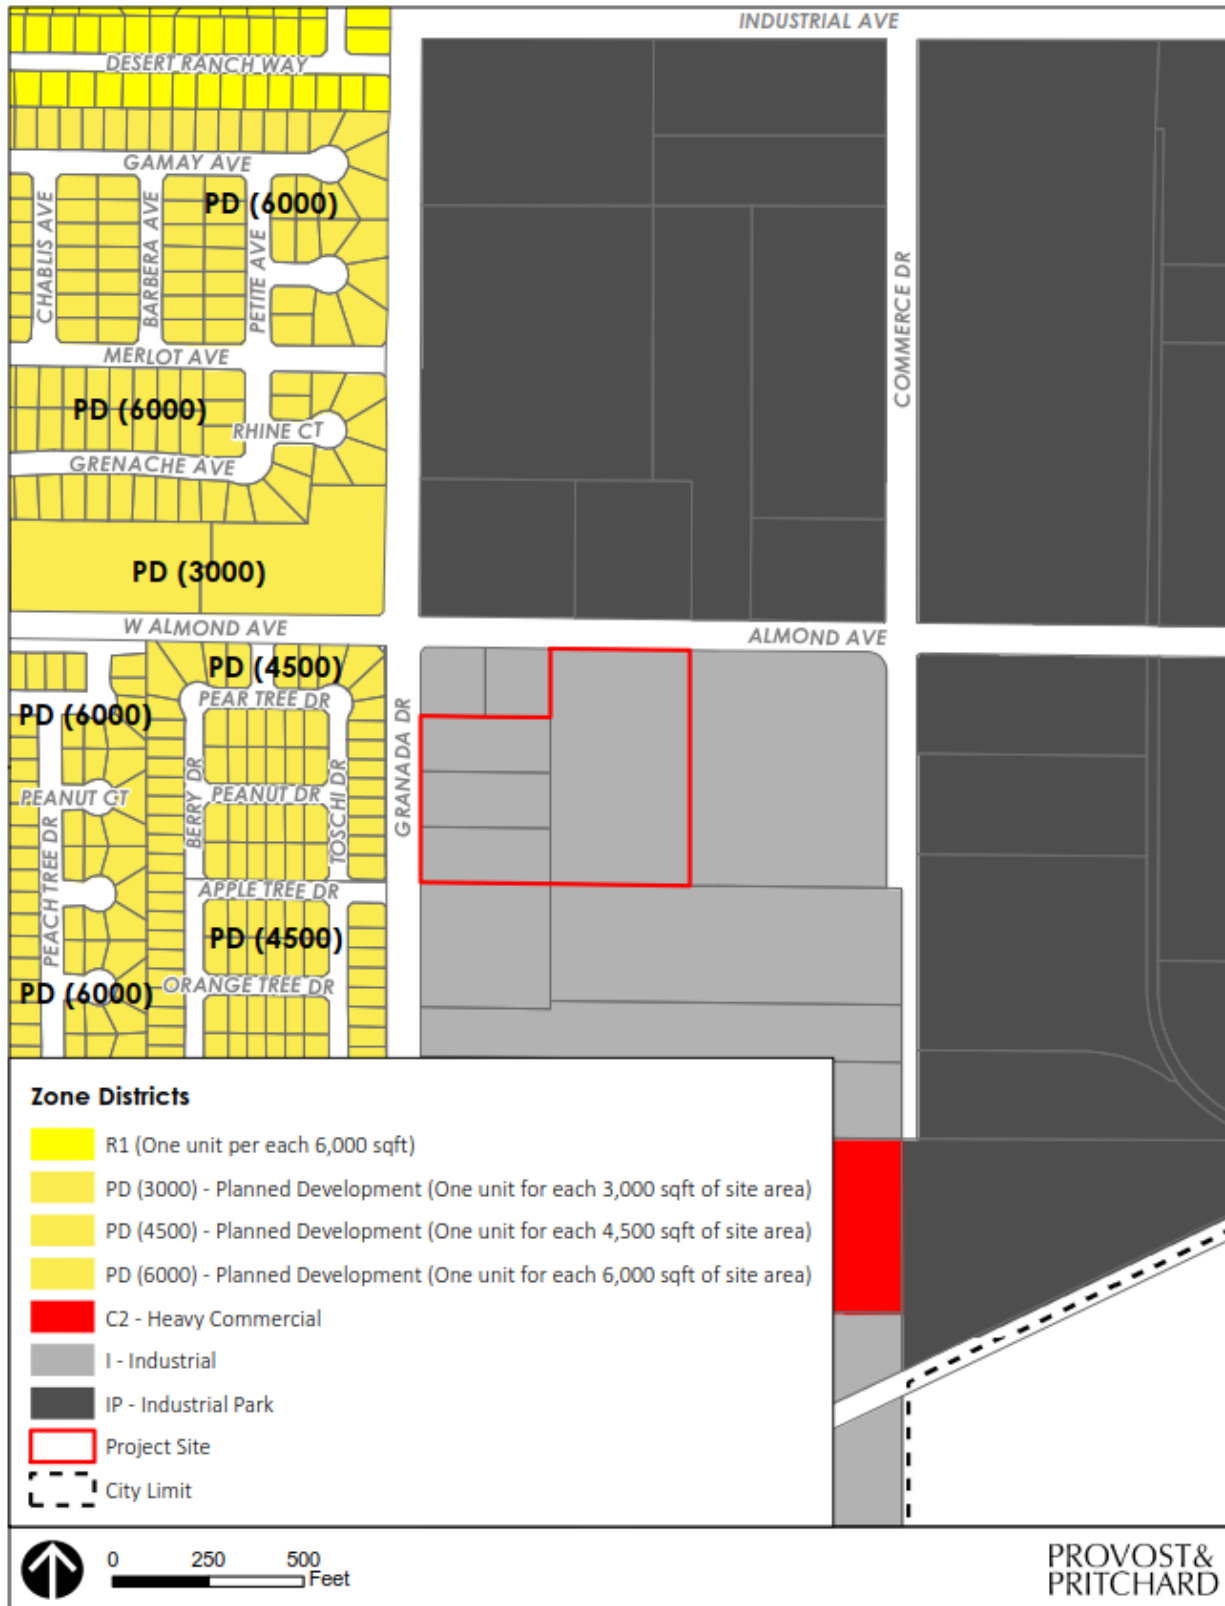 INDUSTRIAL AVE
DESERT RANCH WAY
GAMAY AVE
PD (6000)
CHABLIS AVE
BARBERA AVE
PETITE AVE
COMMERCE DR
MERLOT AVE
PD (6000)
RHINE CT
GRENACHE AVE
PD (3000)
W ALMOND AVE
ALMOND AVE
PD (4500)
PEAR TREE DR
PD (6000)
GRANADA DR
PEANUT CT
BERRY DR
PEANUT DR
TOSCHI DR
PEACH TREE DR
APPLE TREE DR
PD (4500)
ORANGE TREE DR
PD (6000)
Zone Districts
R1 (One unit per each 6,000 sqft)
PD (3000) - Planned Development (One unit for each 3,000 sqft of site area)
PD (4500) - Planned Development (One unit for each 4,500 sqft of site area)
PD (6000) - Planned Development (One unit for each 6,000 sqft of site area)
C2 - Heavy Commercial
I - Industrial
IP - Industrial Park
Project Site
City Limit
0 250 500
Feet
PROVOST&
PRITCHARD